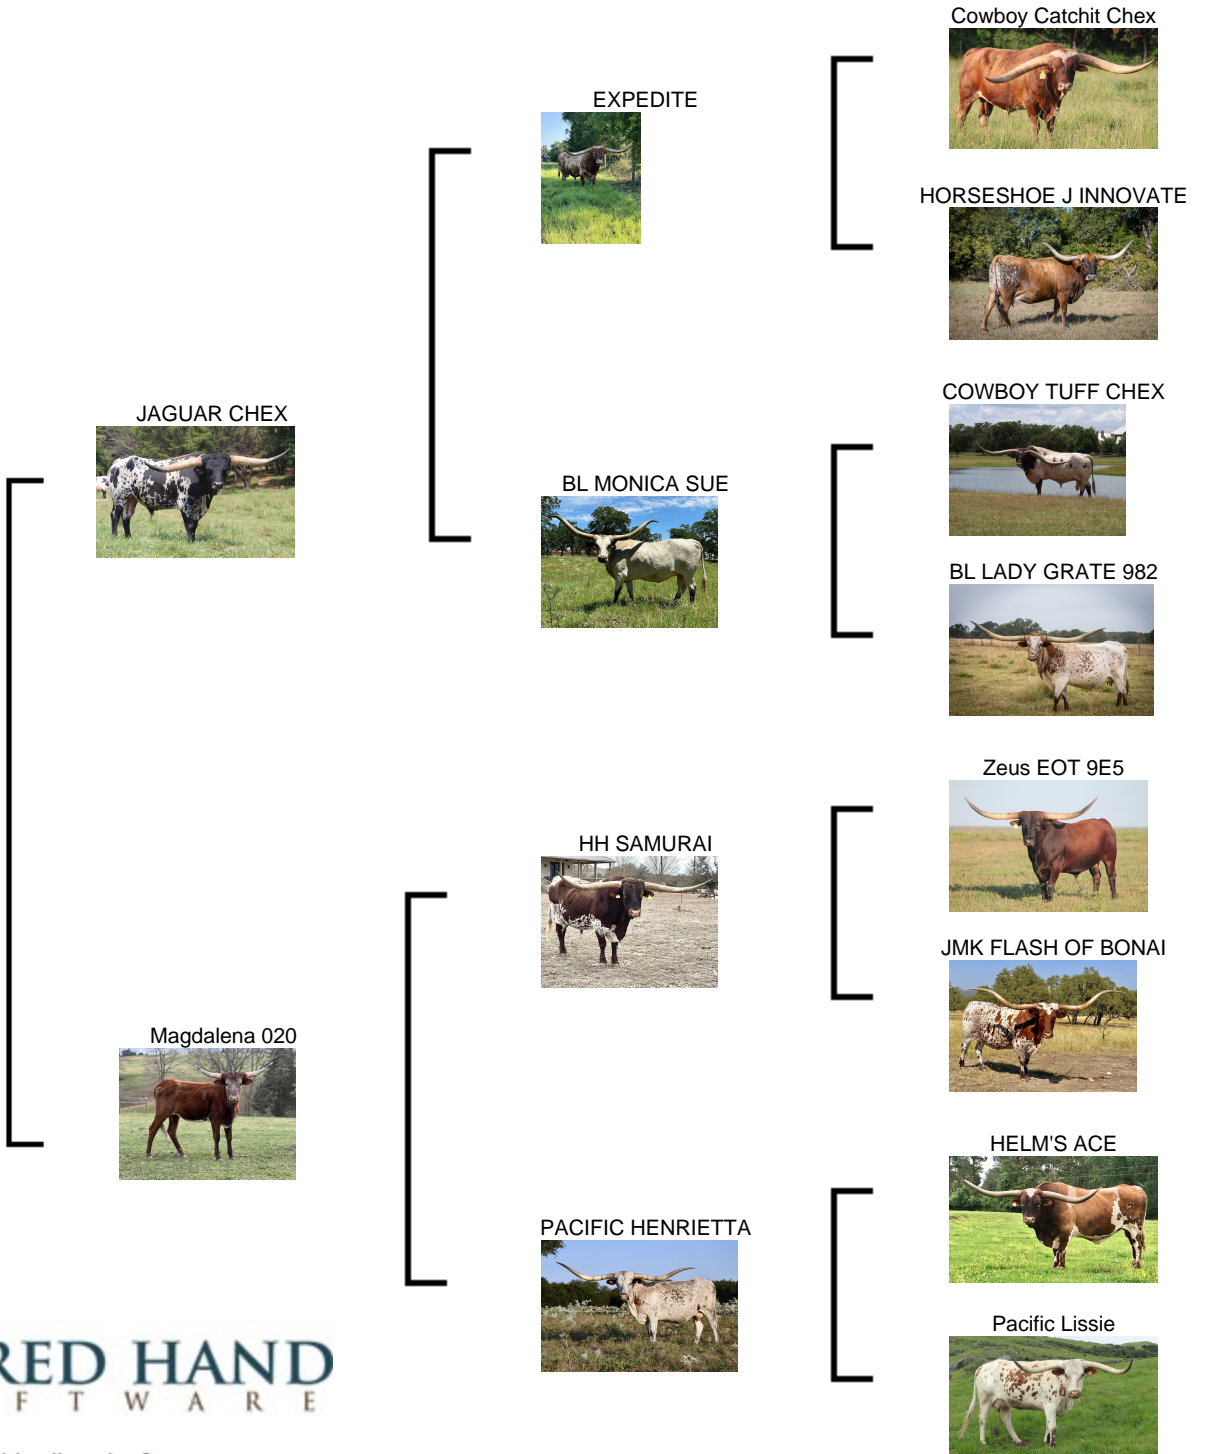 Cowboy Catchit Chex
EXPEDITE
HORSESHOE J INNOVATE
JAGUAR CHEX
COWBOY TUFF CHEX
BL MONICA SUE
BL LADY GRATE 982
Zeus EOT 9E5
HH SAMURAI
JMK FLASH OF BONAI
Magdalena 020
HELM'S ACE
PACIFIC HENRIETTA
Pacific Lissie
RED HAND
F T W A R E